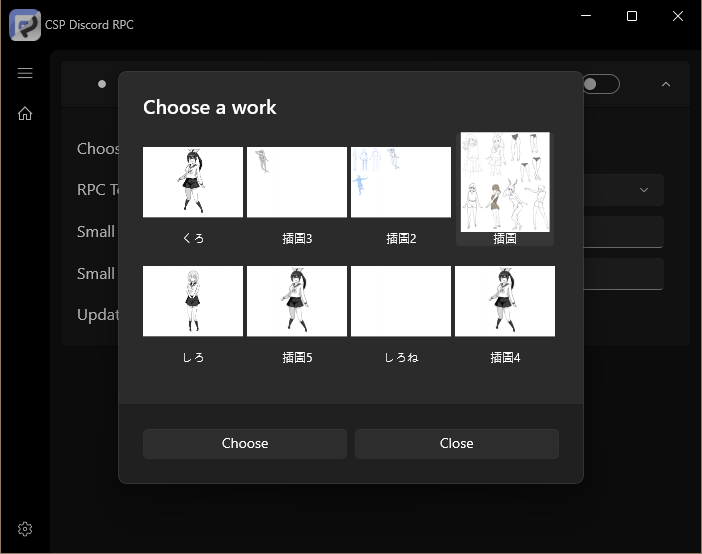 CSP Discord RPC
Choose a work
Choos
RPC T
Small
Small
Updat
くろ
插圖3
插圖2
插圖
しろ
插圖5
しろね
插圖4
Choose
Close